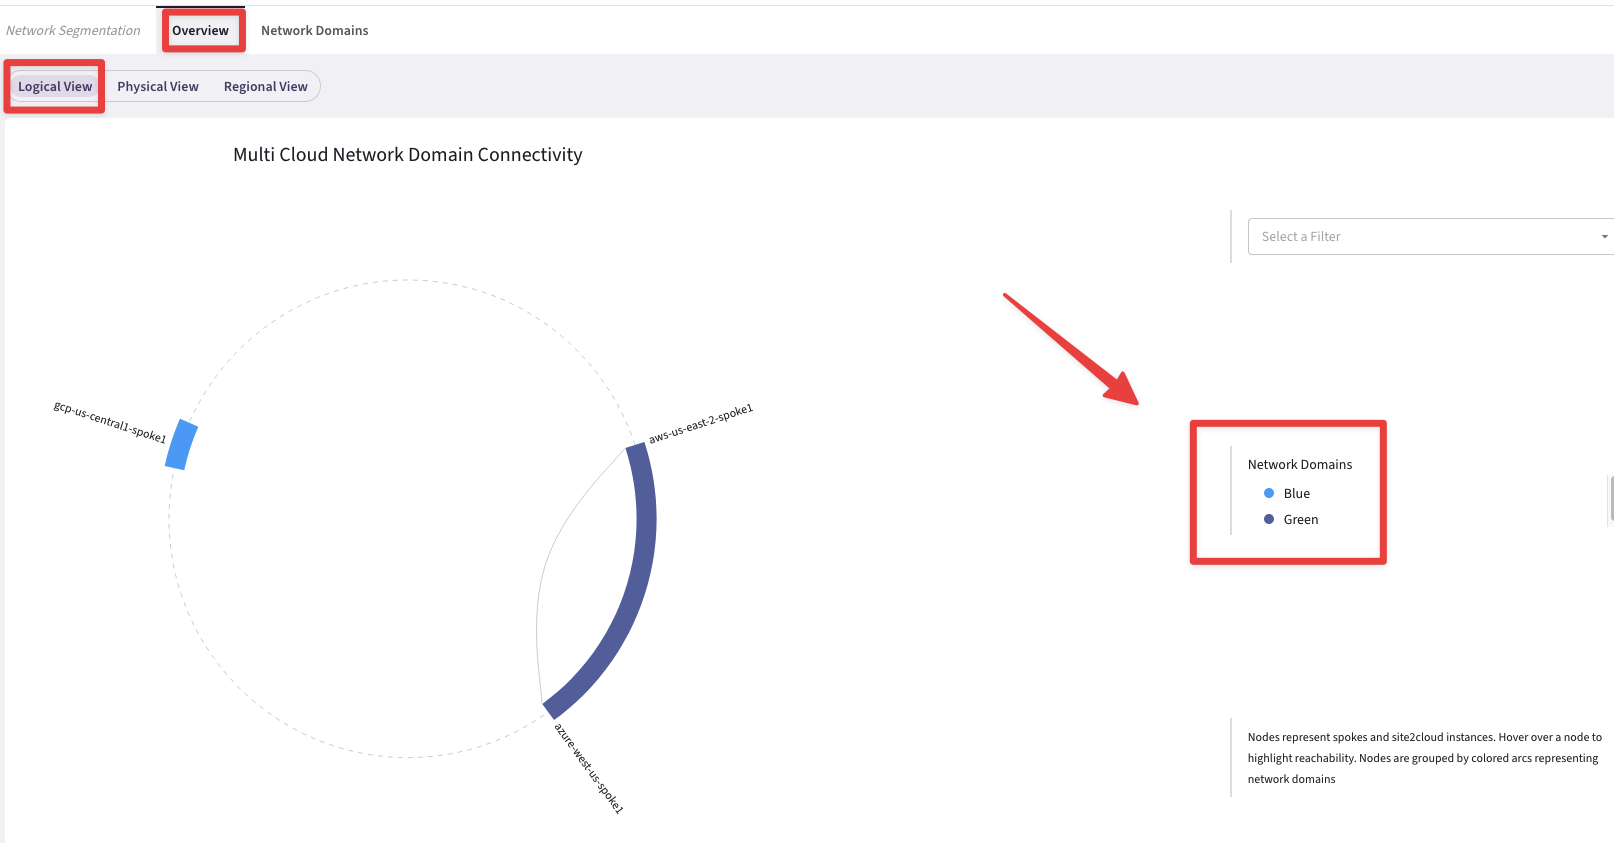 Network Segmentation
Overview
Network Domains
Logical View
Physical View
Regional View
Multi Cloud Network Domain Connectivity
Select a Filter
gcp-us-central1-spoke1
aws-us-east-2-spoke1
azure-west-us-spoke1
Network Domains
Blue
Green
Nodes represent spokes and site2cloud instances. Hover over a node to
highlight reachability. Nodes are grouped by colored arcs representing
network domains